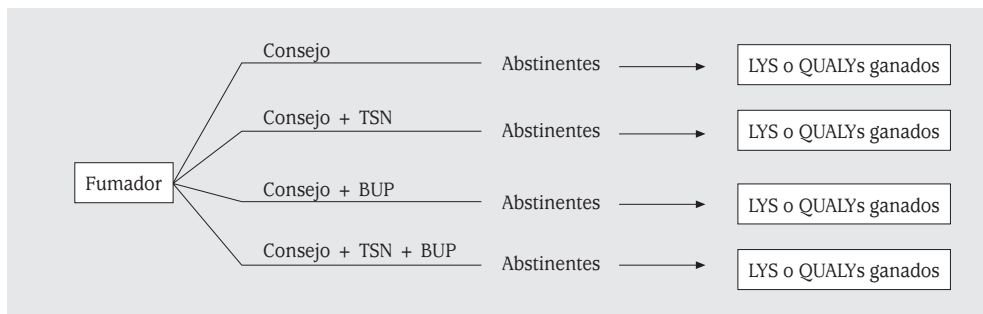 Consejo
Abstinentes
LYS o QUALYs ganados
Consejo + TSN
Abstinentes
LYS o QUALYs ganados
Fumador
Consejo + BUP
Abstinentes
LYS o QUALYs ganados
Consejo + TSN + BUP
Abstinentes
LYS o QUALYs ganados